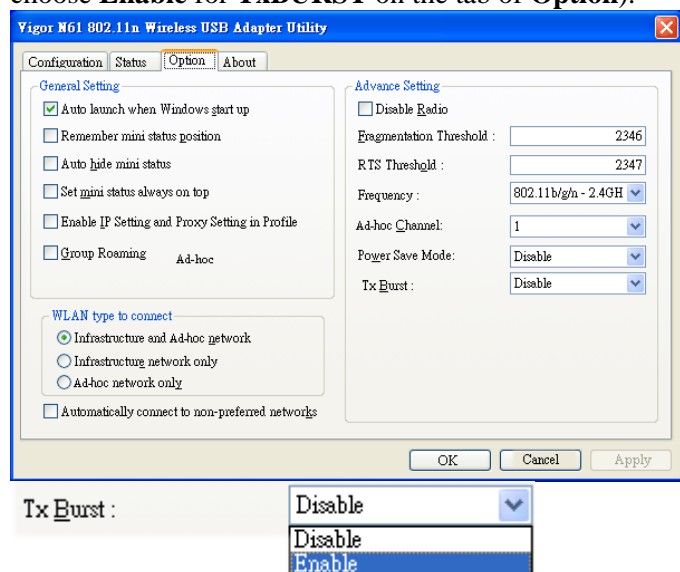 choose Enable for TxBURST on the tab of Option).
Vigor N61 802.11n Wireless USB Adapter Utility
Configuration Status Option About
General Setting
Auto launch when Windows start up
Remember mini status position
Auto hide mini status
Set mini status always on top
Enable IP Setting and Proxy Setting in Profile
Group Roaming Ad-hoc
WLAN type to connect
Infrastructure and Ad-hoc network
Infrastructure network only
Ad-hoc network only
Automatically connect to non-preferred networks
Advance Setting
Disable Radio
Fragmentation Threshold : 2346
RTS Threshold : 2347
Frequency : 802.11b/g/n - 2.4GH
Ad-hoc Channel: 1
Power Save Mode: Disable
Tx Burst : Disable
OK Cancel Apply
Tx Burst : Disable
Disable
Enable